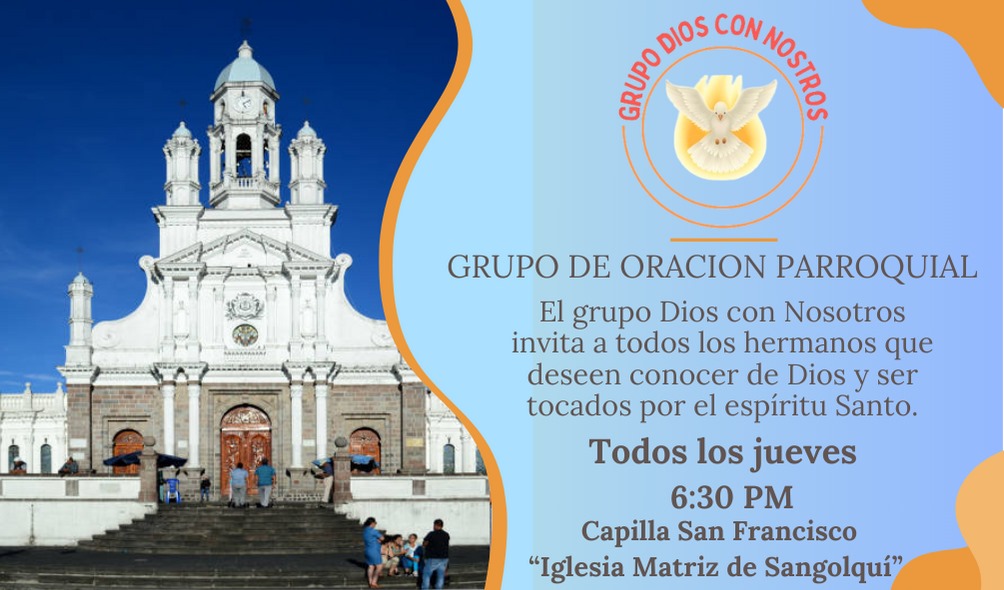 GRUPO DIOS CON NOSTROS
GRUPO DE ORACION PARROQUIAL
El grupo Dios con Nosotros
invita a todos los hermanos que
deseen conocer de Dios y ser
tocados por el espíritu Santo.
Todos los jueves
6:30 PM
Capilla San Francisco
“Iglesia Matriz de Sangolquí”